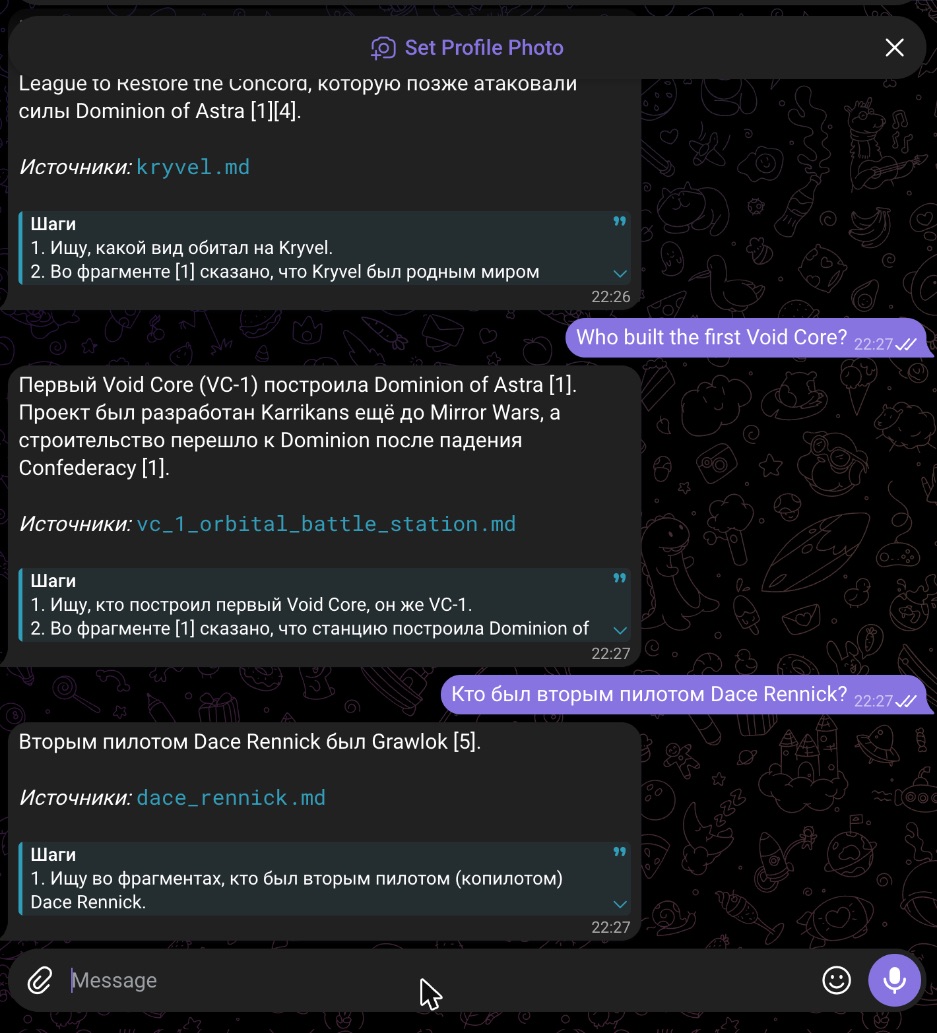 Set Profile Photo
League to Restore the Concord, которую позже атаковали
силы Dominion of Astra [1][4].
Источники: kryvel.md
Шаги
1. Ищу, какой вид обитал на Kryvel.
2. Во фрагменте [1] сказано, что Kryvel был родным миром
22:26
Who built the first Void Core? 22:27
Первый Void Core (VC-1) построила Dominion of Astra [1].
Проект был разработан Karrikans ещё до Mirror Wars, а
строительство перешло к Dominion после падения
Confederacy [1].
Источники: vc_1_orbital_battle_station.md
Шаги
1. Ищу, кто построил первый Void Core, он же VC-1.
2. Во фрагменте [1] сказано, что станцию построила Dominion of
22:27
Кто был вторым пилотом Dace Rennick? 22:27
Вторым пилотом Dace Rennick был Grawlok [5].
Источники: dace_rennick.md
Шаги
1. Ищу во фрагментах, кто был вторым пилотом (копилотом)
Dace Rennick.
22:27
Message